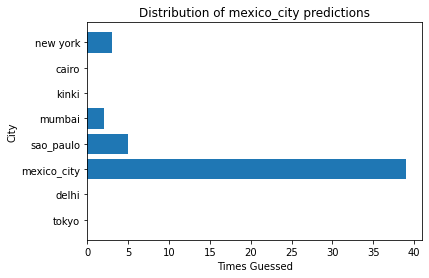 Distribution of mexico_city predictions
City
new york
cairo
kinki
mumbai
sao_paulo
mexico_city
delhi
tokyo
0 5 10 15 20 25 30 35 40
Times Guessed